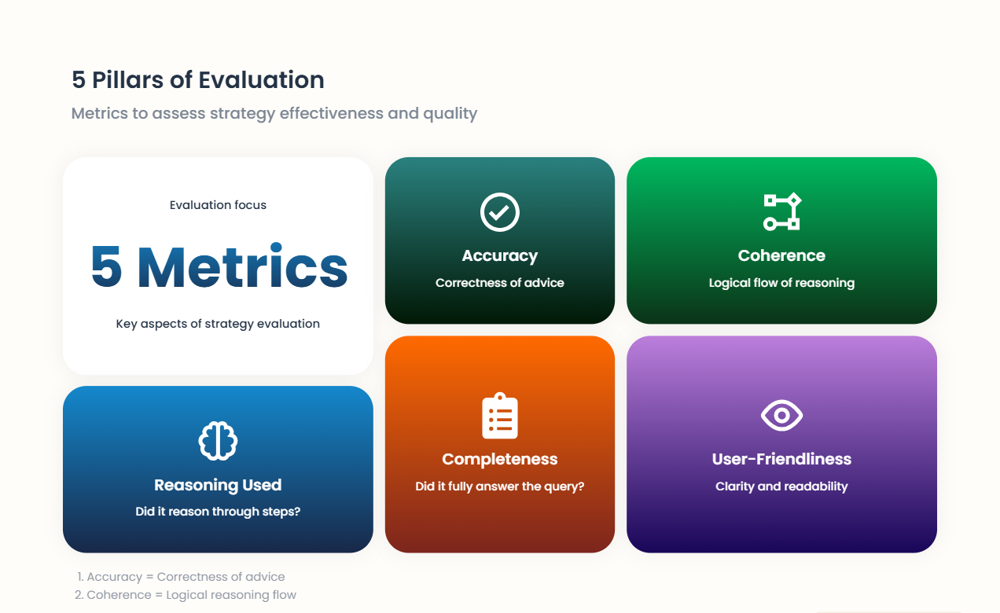 5 Pillars of Evaluation
Metrics to assess strategy effectiveness and quality
Evaluation focus
5 Metrics
Key aspects of strategy evaluation
Accuracy
Correctness of advice
Coherence
Logical flow of reasoning
Reasoning Used
Did it reason through steps?
Completeness
Did it fully answer the query?
User-Friendliness
Clarity and readability
1. Accuracy = Correctness of advice
2. Coherence = Logical reasoning flow